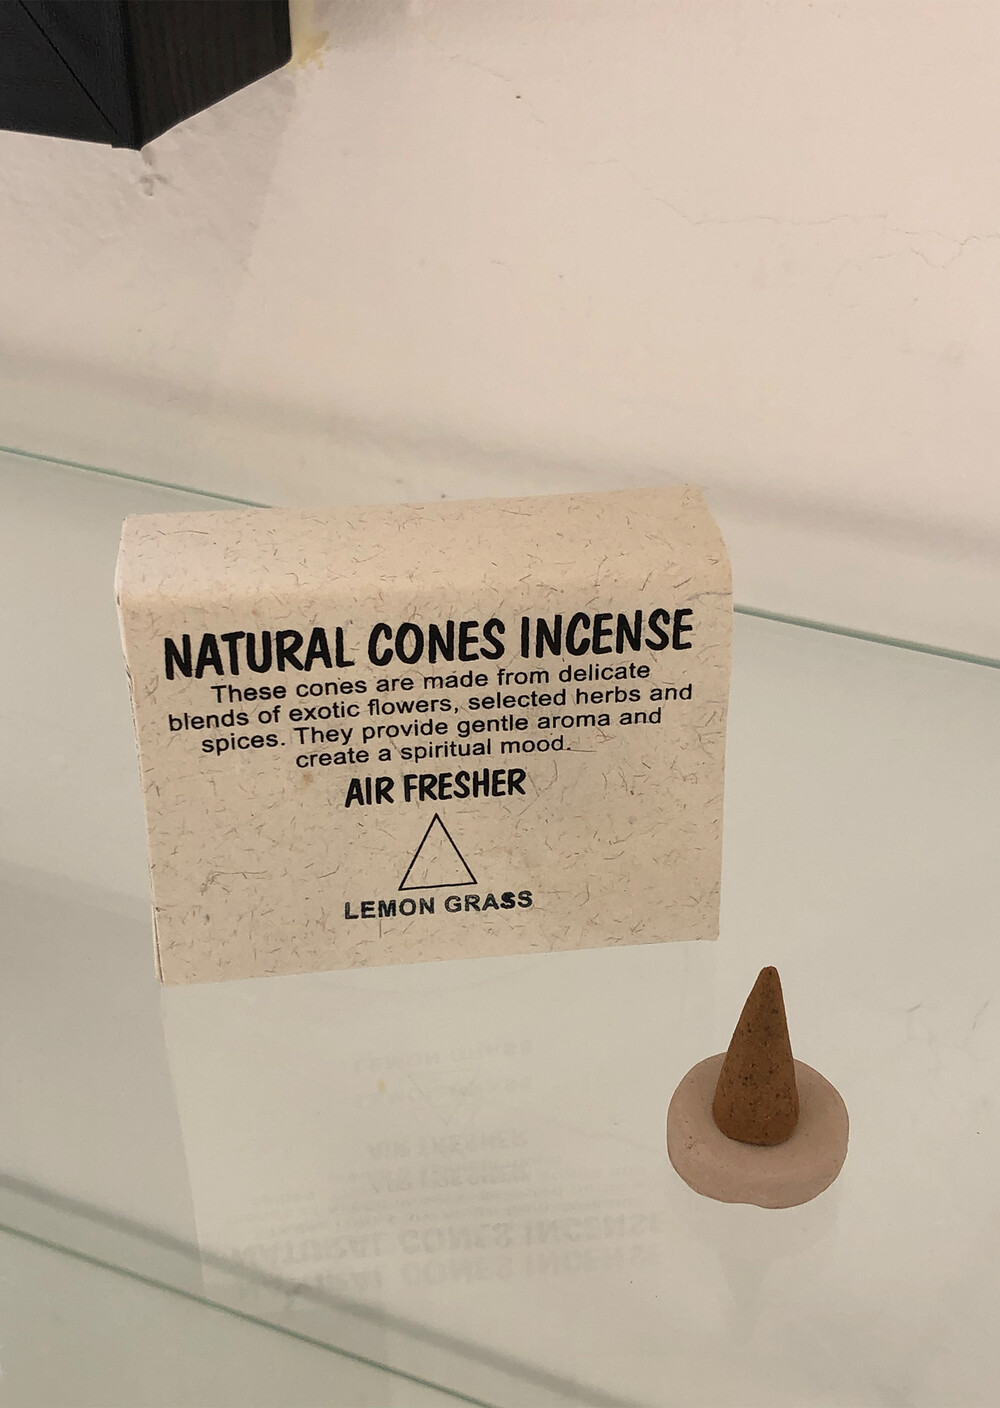 NATURAL CONES INCENSE
These cones are made from delicate
blends of exotic flowers, selected herbs and
spices. They provide gentle aroma and
create a spiritual mood.
AIR FRESHER
LEMON GRASS